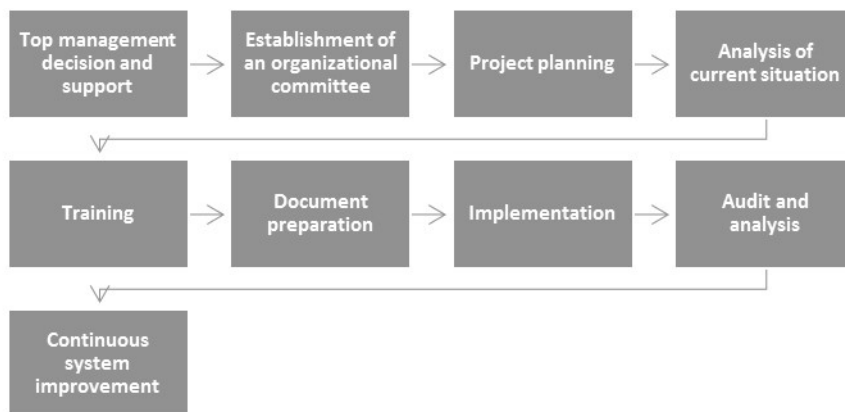 Top management
decision and
support
Establishment of
an organizational
committee
Project planning
Analysis of
current situation
Training
Document
preparation
Implementation
Audit and
analysis
Continuous
system
improvement